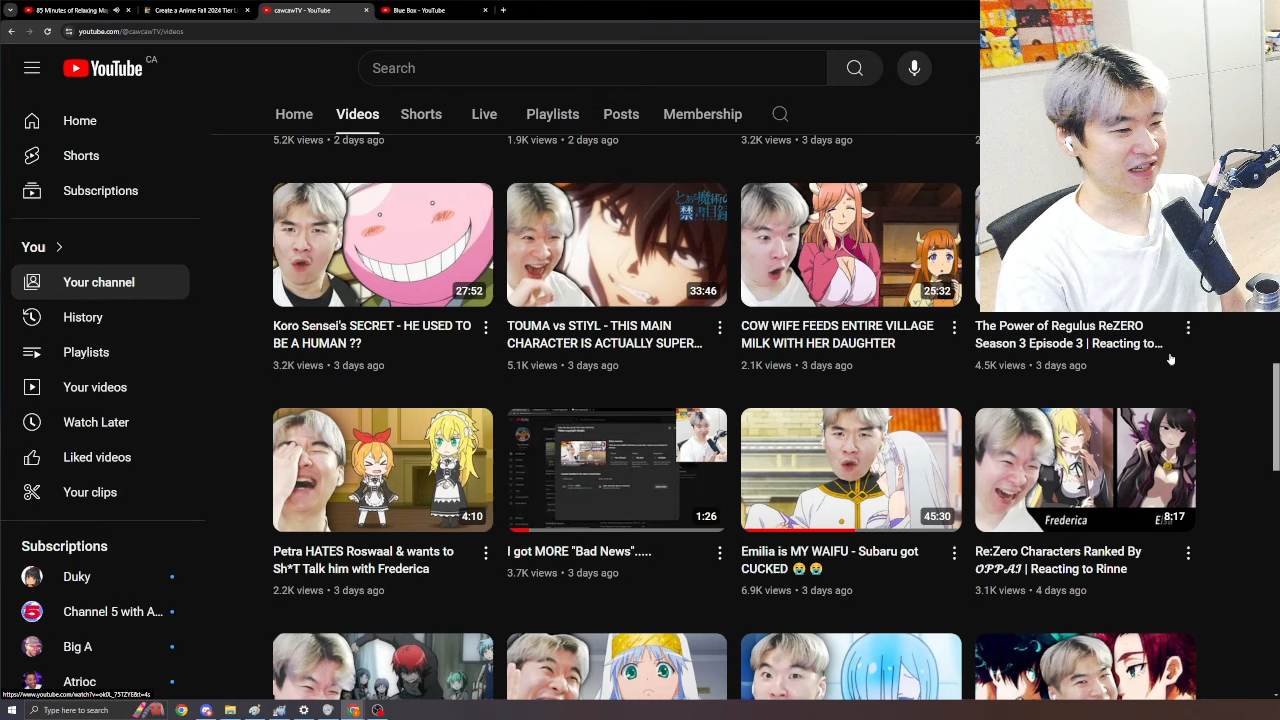 85 Minutes of Relaxing Ma
Create a Anime Fall 2024 Tier L
cawcawTV - YouTube
Blue Box - YouTube
youtube.com/@cawcawTV/videos
YouTube CA
Search
Home
Videos
Shorts
Live
Playlists
Posts
Membership
Home
Shorts
Subscriptions
You
Your channel
History
Playlists
Your videos
Watch Later
Liked videos
Your clips
Subscriptions
Duky
Channel 5 with A...
Big A
Atrioc
5.2K views • 2 days ago
1.9K views • 2 days ago
3.2K views • 3 days ago
27:52
33:46
25:32
Koro Sensei's SECRET - HE USED TO
BE A HUMAN ??
3.2K views • 3 days ago
TOUMA vs STIYL - THIS MAIN
CHARACTER IS ACTUALLY SUPER...
5.1K views • 3 days ago
COW WIFE FEEDS ENTIRE VILLAGE
MILK WITH HER DAUGHTER
2.1K views • 3 days ago
The Power of Regulus ReZERO
Season 3 Episode 3 | Reacting to...
4.5K views • 3 days ago
4:10
1:26
45:30
Frederica
8:17
Petra HATES Roswaal & wants to
Sh*T Talk him with Frederica
2.2K views • 3 days ago
I got MORE "Bad News".....
3.7K views • 3 days ago
Emilia is MY WAIFU - Subaru got
CUCKED 😭 😭
6.9K views • 3 days ago
Re:Zero Characters Ranked By
𝓞𝓟𝓟𝓐𝓘 | Reacting to Rinne
3.1K views • 4 days ago
Type here to search